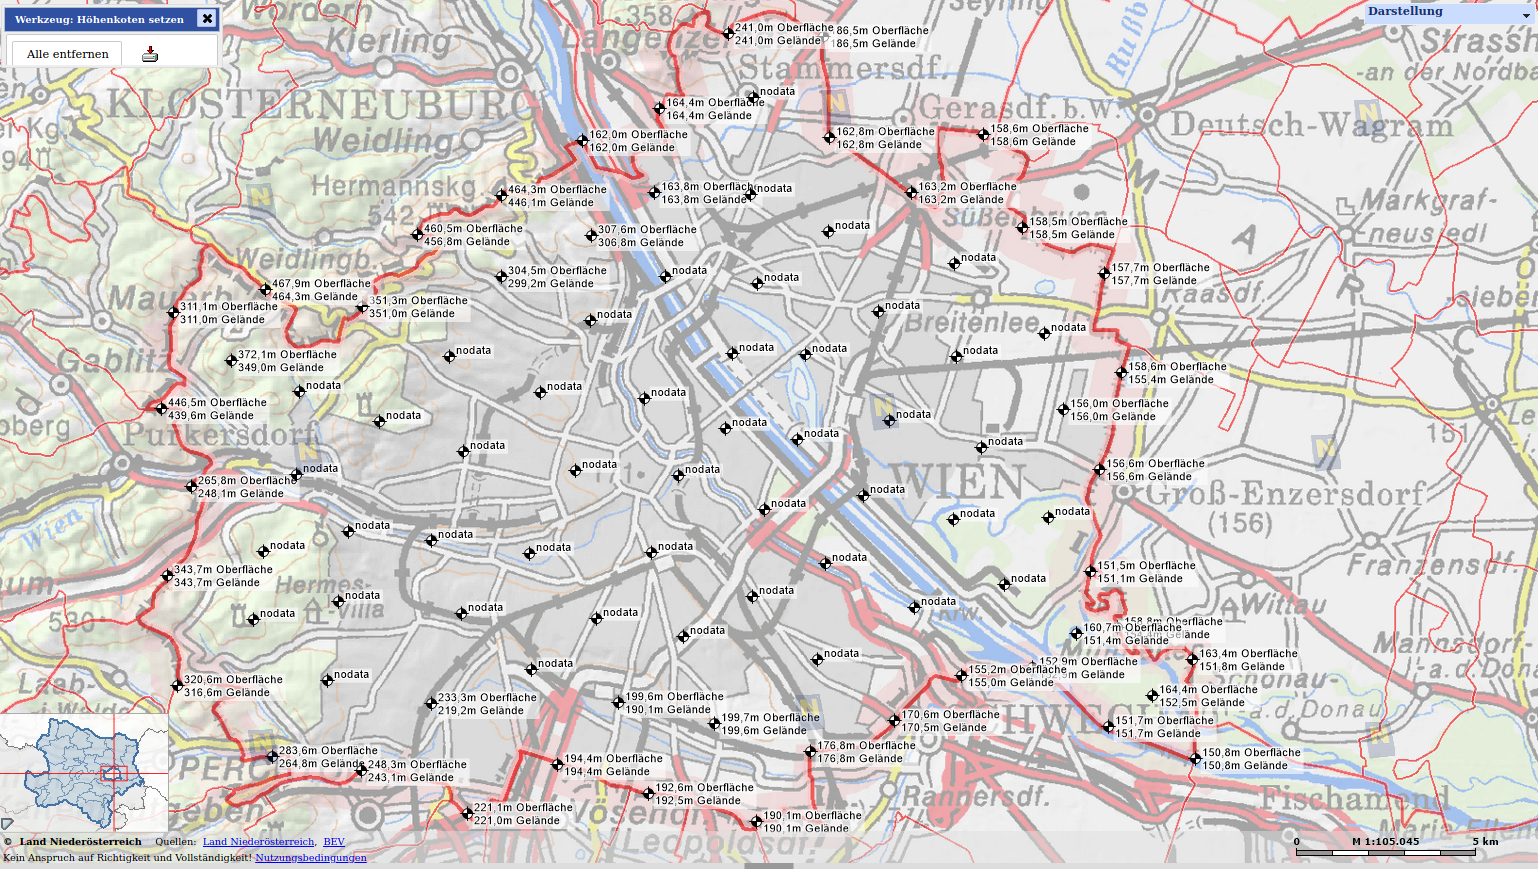 Werkzeug: Höhenkoten setzen
Alle entfernen
Darstellung
358
Kierling
Stammersdf.
Gerasdf. b. W.
KLOSTERNEUBURG
Weidling
Deutsch-Wagram
-an der Nordb
Hermannskg.
542
Süßenbrunn
Markgraf-
-neusiedl
Weidlingb.
Raasdf.
-sieben
Breitenlee
Gablitz
Purkersdorf
151
WIEN
Groß-Enzersdorf
(156)
Wien
Franzensdf.
Hermes-
Villa
530
Wittau
Mannsdorf
-a.d. Dona
Laab-
Schönau-
-a.d. Donau
Vösendf.
Rannersdf.
Fischamend
241,0m Oberfläche
241,0m Gelände
86,5m Oberfläche
86,5m Gelände
nodata
164,4m Oberfläche
164,4m Gelände
162,0m Oberfläche
162,0m Gelände
162,8m Oberfläche
162,8m Gelände
158,6m Oberfläche
158,6m Gelände
464,3m Oberfläche
446,1m Gelände
163,8m Oberfläche
163,8m Gelände
nodata
163,2m Oberfläche
163,2m Gelände
460,5m Oberfläche
456,8m Gelände
307,6m Oberfläche
306,8m Gelände
nodata
158,5m Oberfläche
158,5m Gelände
304,5m Oberfläche
299,2m Gelände
nodata
nodata
nodata
157,7m Oberfläche
157,7m Gelände
467,9m Oberfläche
464,3m Gelände
311,1m Oberfläche
311,0m Gelände
351,3m Oberfläche
351,0m Gelände
nodata
nodata
nodata
372,1m Oberfläche
349,0m Gelände
nodata
nodata
nodata
nodata
158,6m Oberfläche
155,4m Gelände
nodata
nodata
nodata
446,5m Oberfläche
439,6m Gelände
nodata
nodata
nodata
nodata
156,0m Oberfläche
156,0m Gelände
nodata
nodata
265,8m Oberfläche
248,1m Gelände
nodata
nodata
nodata
156,6m Oberfläche
156,6m Gelände
nodata
nodata
nodata
nodata
nodata
nodata
nodata
nodata
nodata
nodata
343,7m Oberfläche
343,7m Gelände
151,5m Oberfläche
151,1m Gelände
nodata
nodata
nodata
nodata
nodata
nodata
nodata
nodata
160,7m Oberfläche
151,4m Gelände
nodata
nodata
163,4m Oberfläche
151,8m Gelände
155,2m Oberfläche
155,0m Gelände
152,9m Oberfläche
320,6m Oberfläche
316,6m Gelände
nodata
164,4m Oberfläche
152,5m Gelände
233,3m Oberfläche
219,2m Gelände
199,6m Oberfläche
190,1m Gelände
199,7m Oberfläche
199,6m Gelände
170,6m Oberfläche
170,5m Gelände
151,7m Oberfläche
151,7m Gelände
283,6m Oberfläche
264,8m Gelände
248,3m Oberfläche
243,1m Gelände
194,4m Oberfläche
194,4m Gelände
176,8m Oberfläche
176,8m Gelände
150,8m Oberfläche
150,8m Gelände
192,6m Oberfläche
192,5m Gelände
221,1m Oberfläche
221,0m Gelände
190,1m Oberfläche
190,1m Gelände
© Land Niederösterreich Quellen: Land Niederösterreich, BEV
Kein Anspruch auf Richtigkeit und Vollständigkeit! Nutzungsbedingungen
0 M 1:105.045 5 km